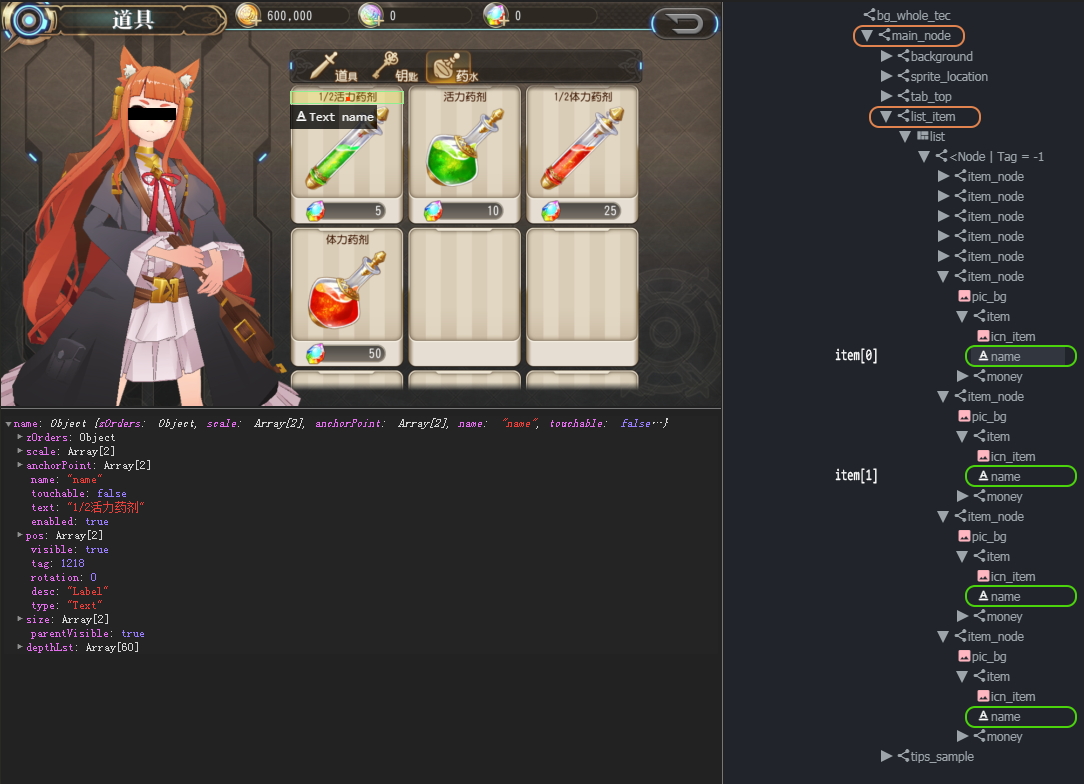 道具
600,000
0
0
道具
钥匙
药水
1/2活力药剂
活力药剂
1/2体力药剂
Text name
5
10
25
体力药剂
50
name: Object {zOrders: Object, scale: Array[2], anchorPoint: Array[2], name: "name", touchable: false…}
zOrders: Object
scale: Array[2]
anchorPoint: Array[2]
name: "name"
touchable: false
text: "1/2活力药剂"
enabled: true
pos: Array[2]
visible: true
tag: 1218
rotation: 0
desc: "Label"
type: "Text"
size: Array[2]
parentVisible: true
depthLst: Array[60]
bg_whole_tec
main_node
background
sprite_location
tab_top
list_item
list
<Node | Tag = -1
item_node
item_node
item_node
item_node
item_node
item_node
pic_bg
item
icn_item
item[0]
name
money
item_node
pic_bg
item
icn_item
item[1]
name
money
item_node
pic_bg
item
icn_item
name
money
item_node
pic_bg
item
icn_item
name
money
tips_sample